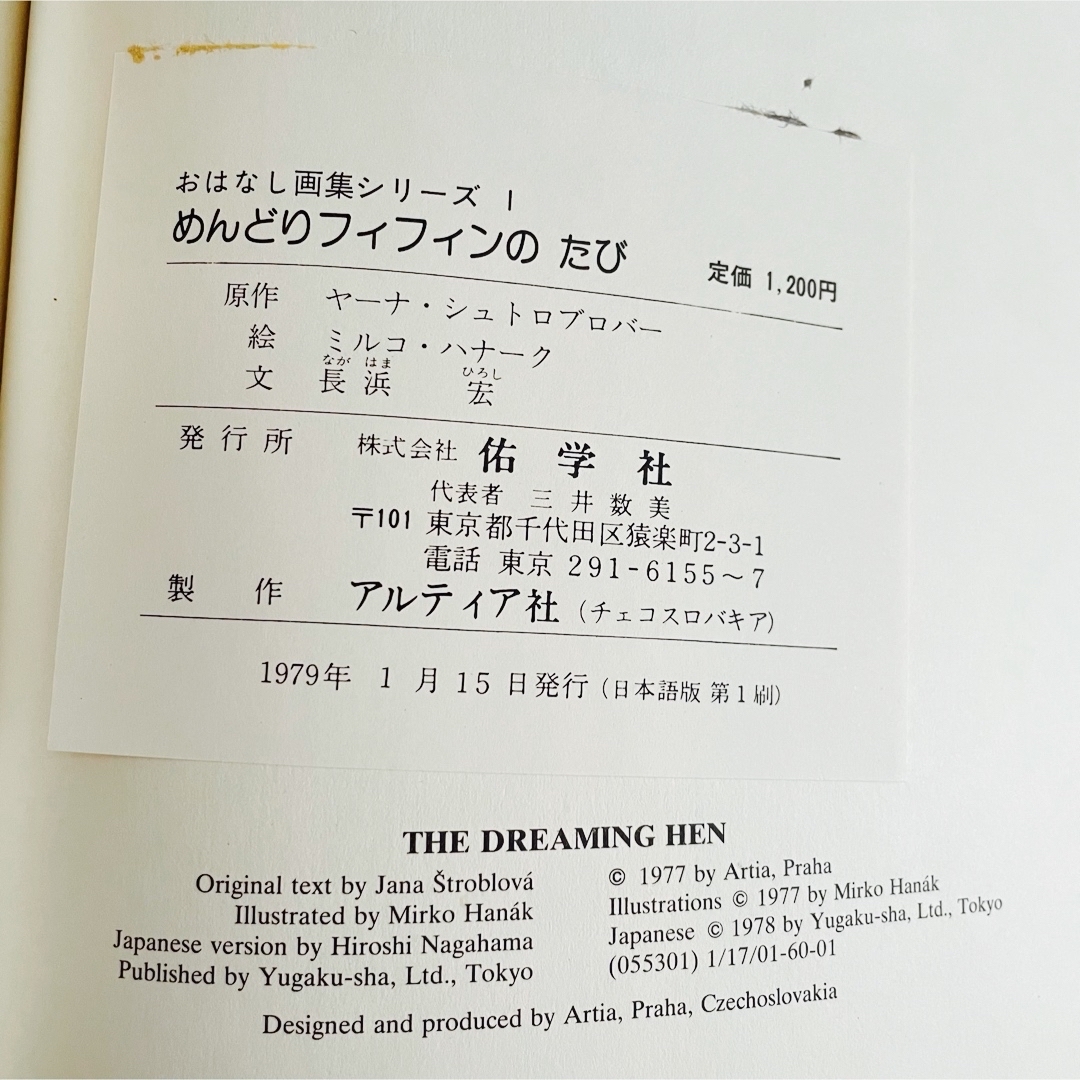 おはなし画集シリーズ 1
めんどりフィフィンの たび
定価 1,200円
原作 ヤーナ・シュトロブロバー
絵 ミルコ・ハナーク
なが はま ひろし
文 長浜 宏
発行所 株式会社 佑学社
代表者 三井数美
〒101 東京都千代田区猿楽町2-3-1
電話 東京 291-6155～7
製作 アルティア社（チェコスロバキア）
1979年 1月15日発行（日本語版 第1刷）
THE DREAMING HEN
Original text by Jana Štroblová
Illustrated by Mirko Hanák
Japanese version by Hiroshi Nagahama
Published by Yugaku-sha, Ltd., Tokyo
© 1977 by Artia, Praha
Illustrations © 1977 by Mirko Hanák
Japanese © 1978 by Yugaku-sha, Ltd., Tokyo
(055301) 1/17/01-60-01
Designed and produced by Artia, Praha, Czechoslovakia